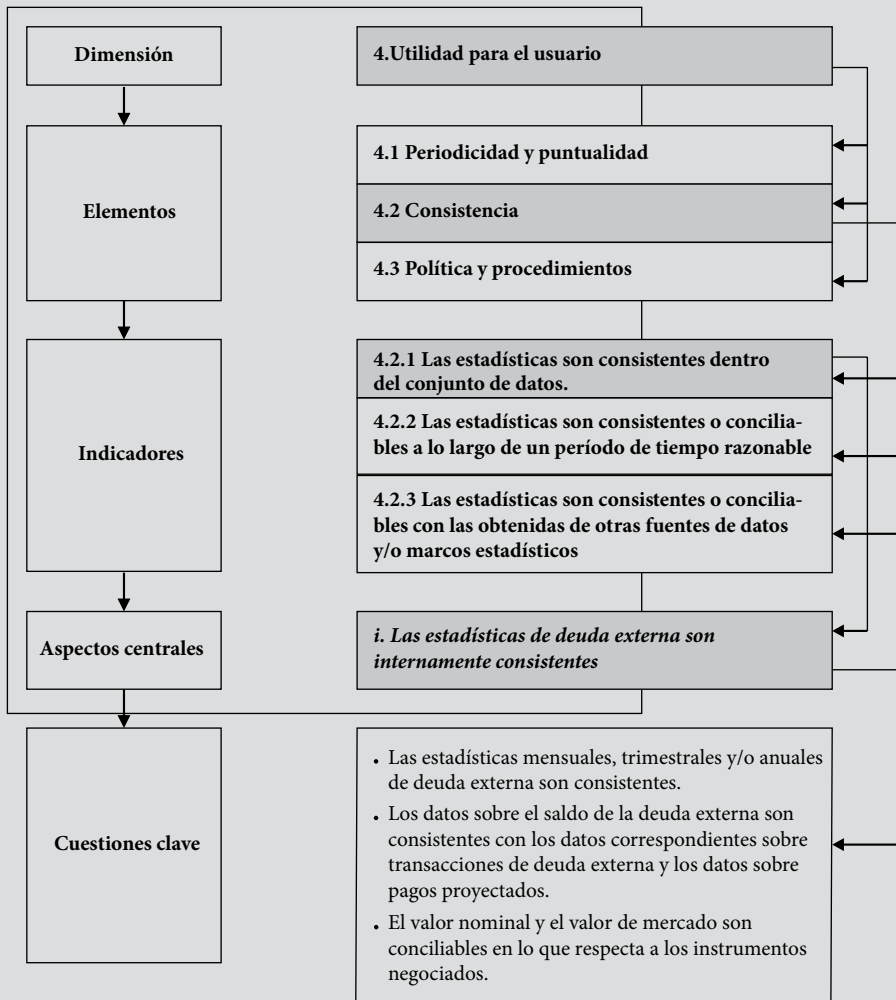 Dimensión
4.Utilidad para el usuario
Elementos
4.1 Periodicidad y puntualidad
4.2 Consistencia
4.3 Política y procedimientos
Indicadores
4.2.1 Las estadísticas son consistentes dentro
del conjunto de datos.
4.2.2 Las estadísticas son consistentes o concilia-
bles a lo largo de un período de tiempo razonable
4.2.3 Las estadísticas son consistentes o concilia-
bles con las obtenidas de otras fuentes de datos
y/o marcos estadísticos
Aspectos centrales
i. Las estadísticas de deuda externa son
internamente consistentes
Cuestiones clave
• Las estadísticas mensuales, trimestrales y/o anuales
de deuda externa son consistentes.
• Los datos sobre el saldo de la deuda externa son
consistentes con los datos correspondientes sobre
transacciones de deuda externa y los datos sobre
pagos proyectados.
• El valor nominal y el valor de mercado son
conciliables en lo que respecta a los instrumentos
negociados.